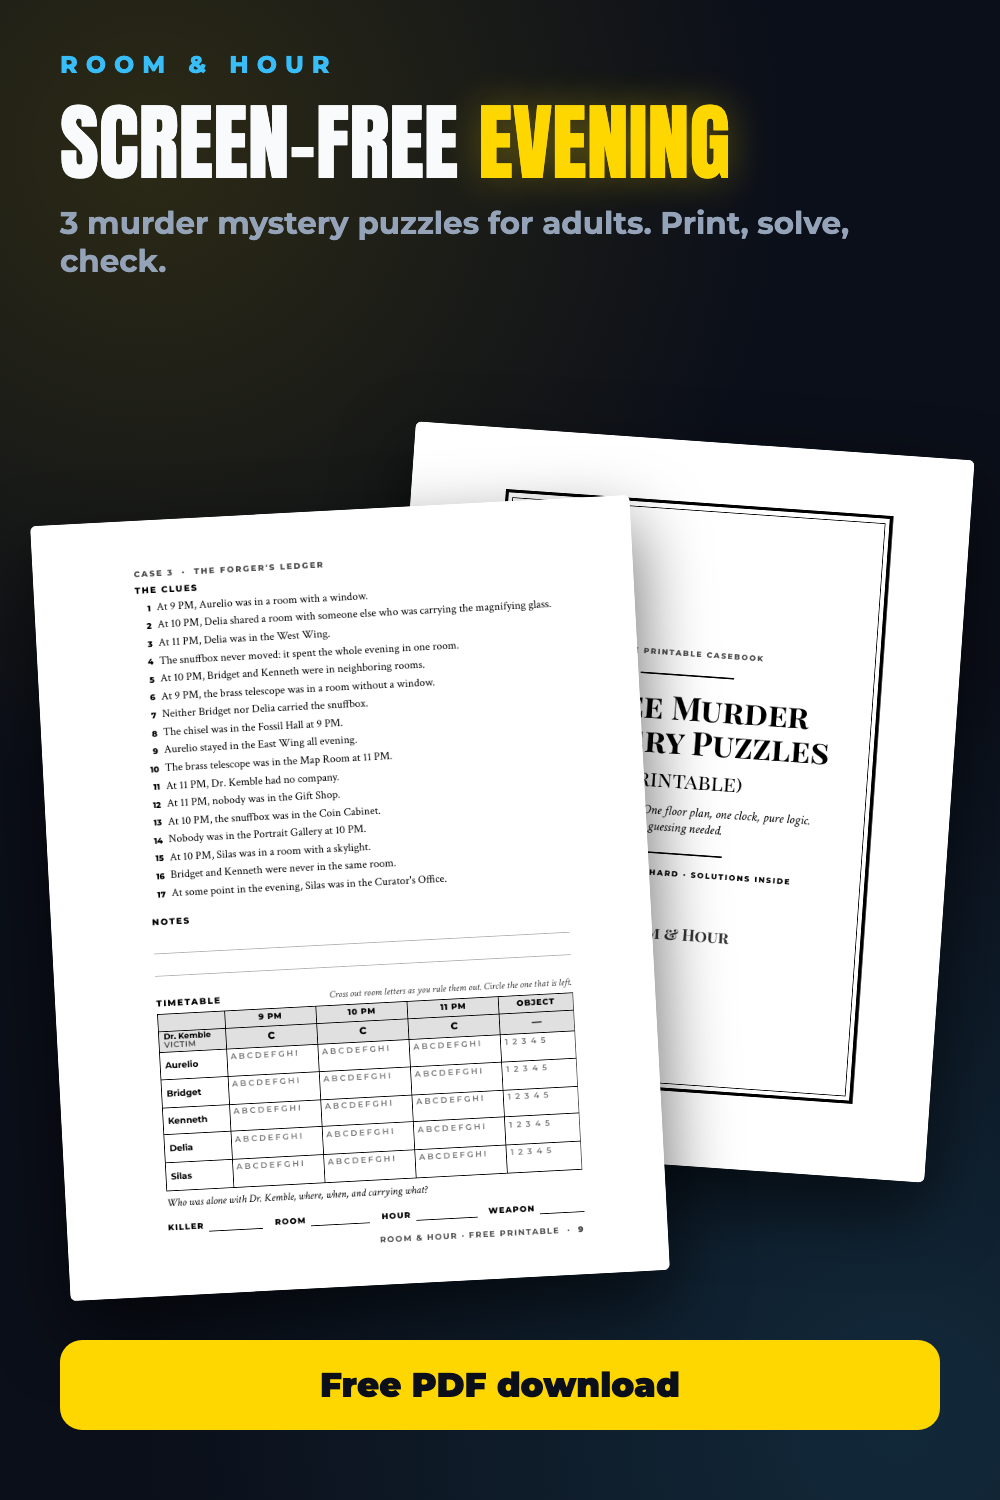 ROOM & HOUR
SCREEN-FREE EVENING
3 murder mystery puzzles for adults. Print, solve,
check.
CASE 3 · THE FORGER'S LEDGER
THE CLUES
1 At 9 PM, Aurelio was in a room with a window.
2 At 10 PM, Delia shared a room with someone else who was carrying the magnifying glass.
3 At 11 PM, Delia was in the West Wing.
4 The snuffbox never moved: it spent the whole evening in one room.
5 At 10 PM, Bridget and Kenneth were in neighboring rooms.
6 At 9 PM, the brass telescope was in a room without a window.
7 Neither Bridget nor Delia carried the snuffbox.
8 The chisel was in the Fossil Hall at 9 PM.
9 Aurelio stayed in the East Wing all evening.
10 The brass telescope was in the Map Room at 11 PM.
11 At 11 PM, Dr. Kemble had no company.
12 At 11 PM, nobody was in the Gift Shop.
13 At 10 PM, the snuffbox was in the Coin Cabinet.
14 Nobody was in the Portrait Gallery at 10 PM.
15 At 10 PM, Silas was in a room with a skylight.
16 Bridget and Kenneth were never in the same room.
17 At some point in the evening, Silas was in the Curator's Office.
NOTES
TIMETABLE Cross out room letters as you rule them out. Circle the one that is left.
9 PM 10 PM 11 PM OBJECT
Dr. Kemble VICTIM C C C —
Aurelio ABCDEFGHI ABCDEFGHI ABCDEFGHI 1 2 3 4 5
Bridget ABCDEFGHI ABCDEFGHI ABCDEFGHI 1 2 3 4 5
Kenneth ABCDEFGHI ABCDEFGHI ABCDEFGHI 1 2 3 4 5
Delia ABCDEFGHI ABCDEFGHI ABCDEFGHI 1 2 3 4 5
Silas ABCDEFGHI ABCDEFGHI ABCDEFGHI 1 2 3 4 5
Who was alone with Dr. Kemble, where, when, and carrying what?
KILLER ROOM HOUR WEAPON
ROOM & HOUR · FREE PRINTABLE · 9
PRINTABLE CASEBOOK
MURDER
PUZZLES
One floor plan, one clock, pure logic.
guessing needed.
HARD · SOLUTIONS INSIDE
& HOUR
Free PDF download